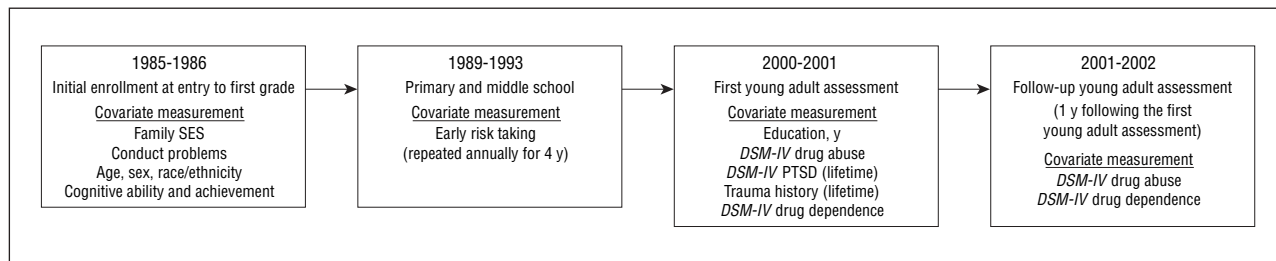 1985-1986
Initial enrollment at entry to first grade
Covariate measurement
Family SES
Conduct problems
Age, sex, race/ethnicity
Cognitive ability and achievement
1989-1993
Primary and middle school
Covariate measurement
Early risk taking
(repeated annually for 4 y)
2000-2001
First young adult assessment
Covariate measurement
Education, y
DSM-IV drug abuse
DSM-IV PTSD (lifetime)
Trauma history (lifetime)
DSM-IV drug dependence
2001-2002
Follow-up young adult assessment
(1 y following the first
young adult assessment)
Covariate measurement
DSM-IV drug abuse
DSM-IV drug dependence